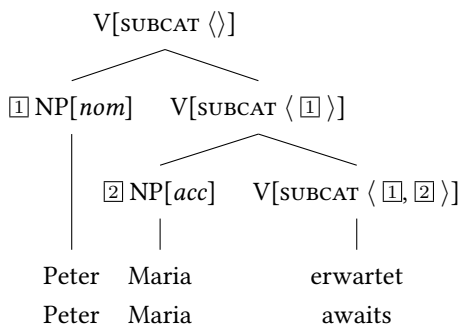 V[SUBCAT ⟨⟩]
1 NP[nom] V[SUBCAT ⟨ 1 ⟩]
2 NP[acc] V[SUBCAT ⟨ 1, 2 ⟩]
Peter Maria erwartet
Peter Maria awaits